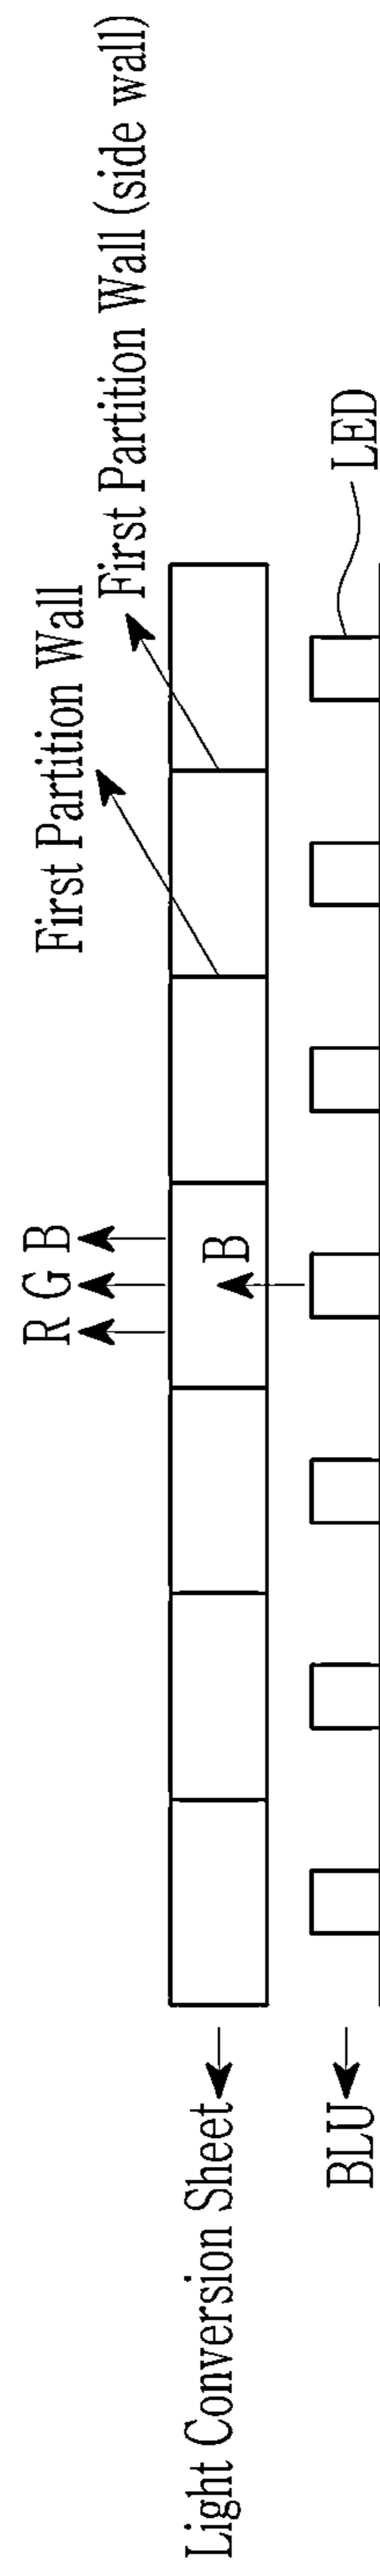 First Partition Wall
First Partition Wall (side wall)
R G B
B
Light Conversion Sheet
LED
BLU